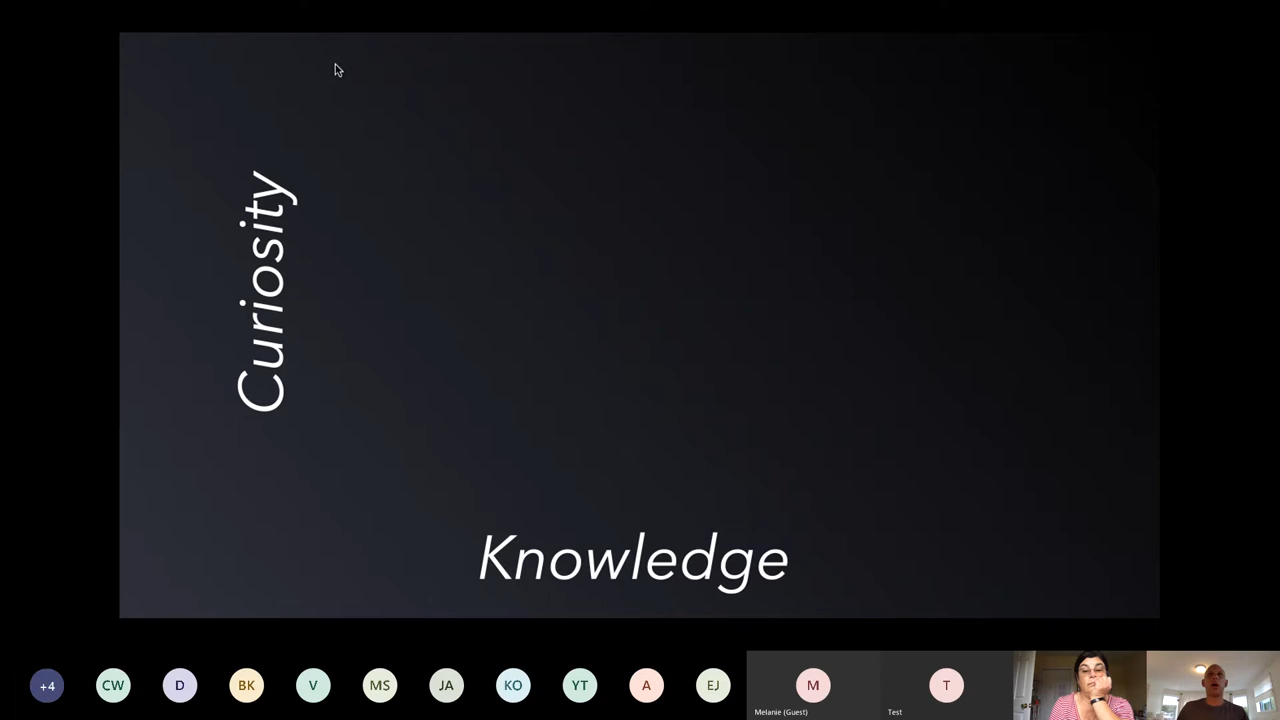 Curiosity
Knowledge
+4
CW
D
BK
V
MS
JA
KO
YT
A
EJ
M
T
Melanie (Guest)
Test